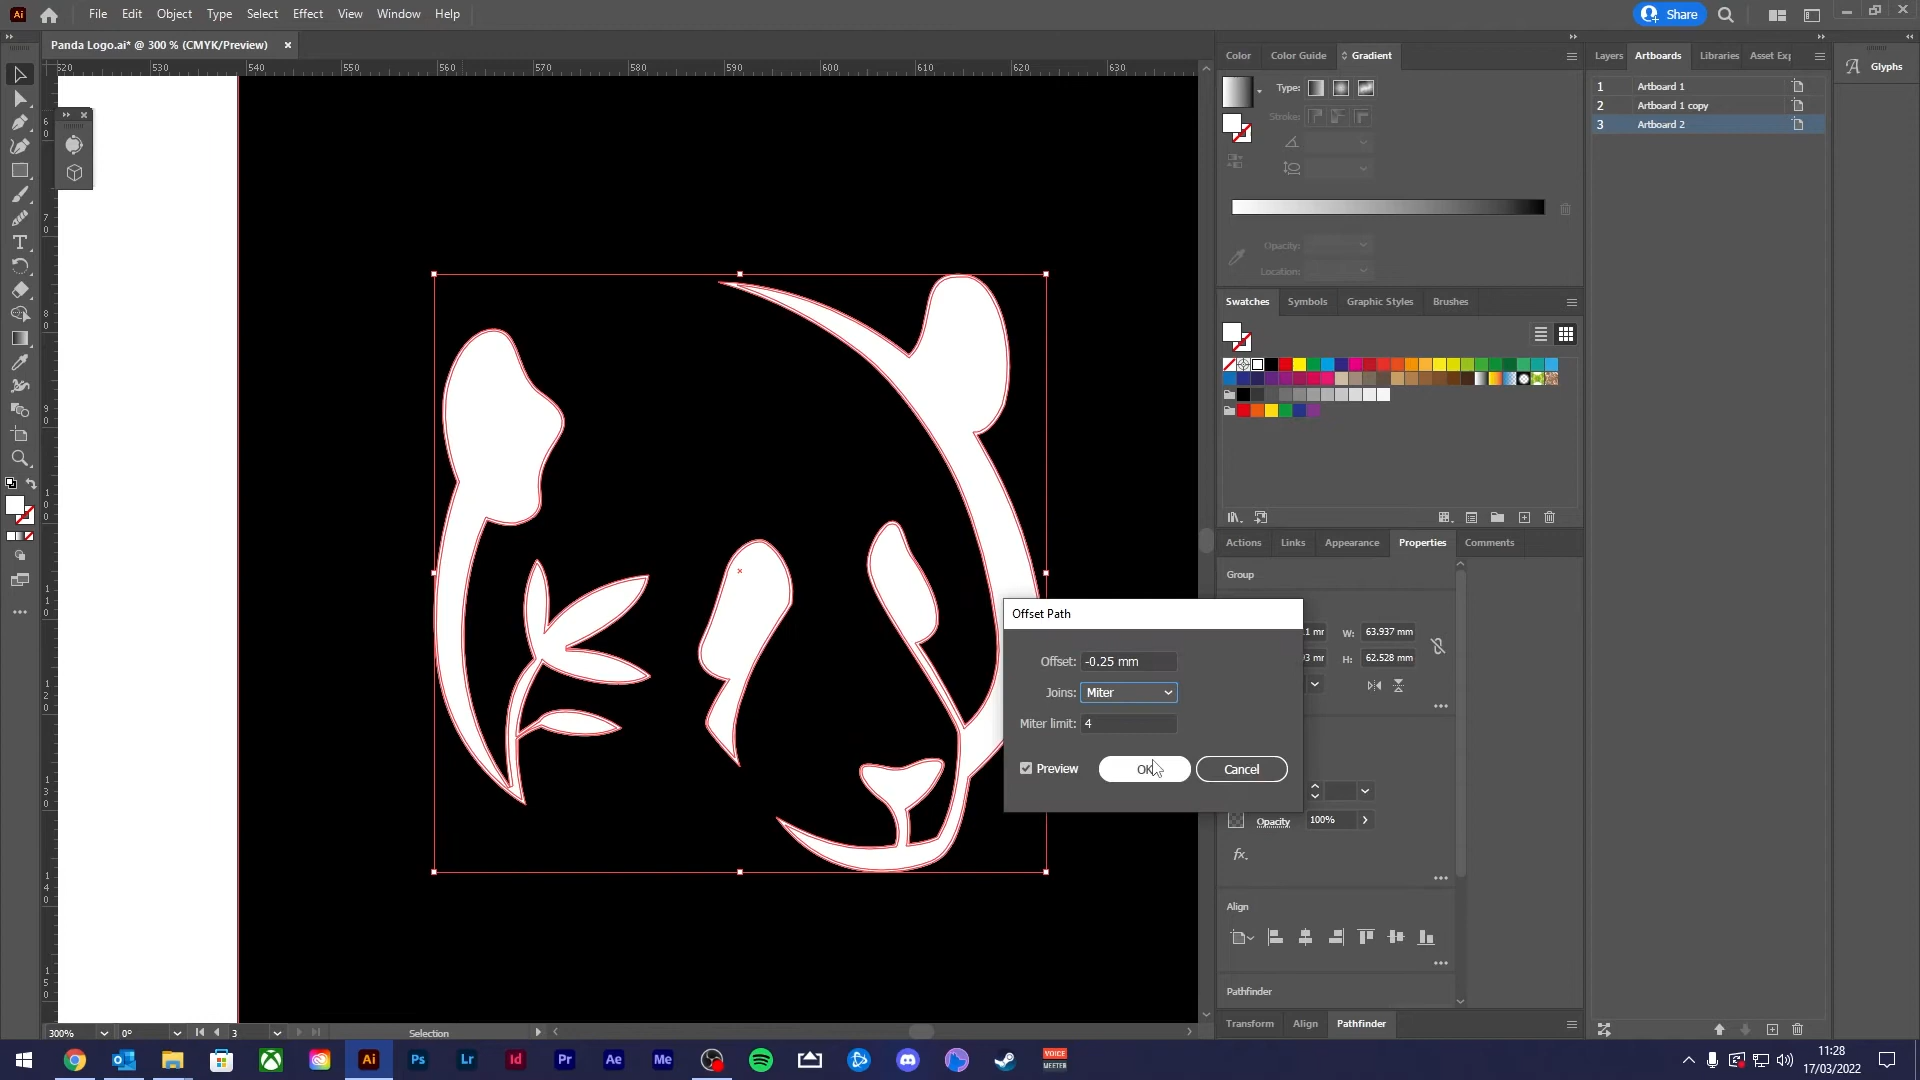 Ai File Edit Object Type Select Effect View Window Help
Share
Panda Logo.ai* @ 300 % (CMYK/Preview)
530 540 550 560 570 580 590 600 610 620 630
Color Color Guide Gradient
Type:
Stroke:
Opacity:
Location:
Layers Artboards Libraries Asset Exp
Glyphs
1 Artboard 1
2 Artboard 1 copy
3 Artboard 2
Swatches Symbols Graphic Styles Brushes
Actions Links Appearance Properties Comments
Group
W: 63.937 mm
H: 62.528 mm
Offset Path
Offset: -0.25 mm
Joins: Miter
Miter limit: 4
Preview OK Cancel
Opacity 100%
fx.
Align
Pathfinder
Transform Align Pathfinder
300% 0° 3 Selection
Ai Ps Lr Id Pr Ae Me
VOICE
MEETER
11:28
17/03/2022